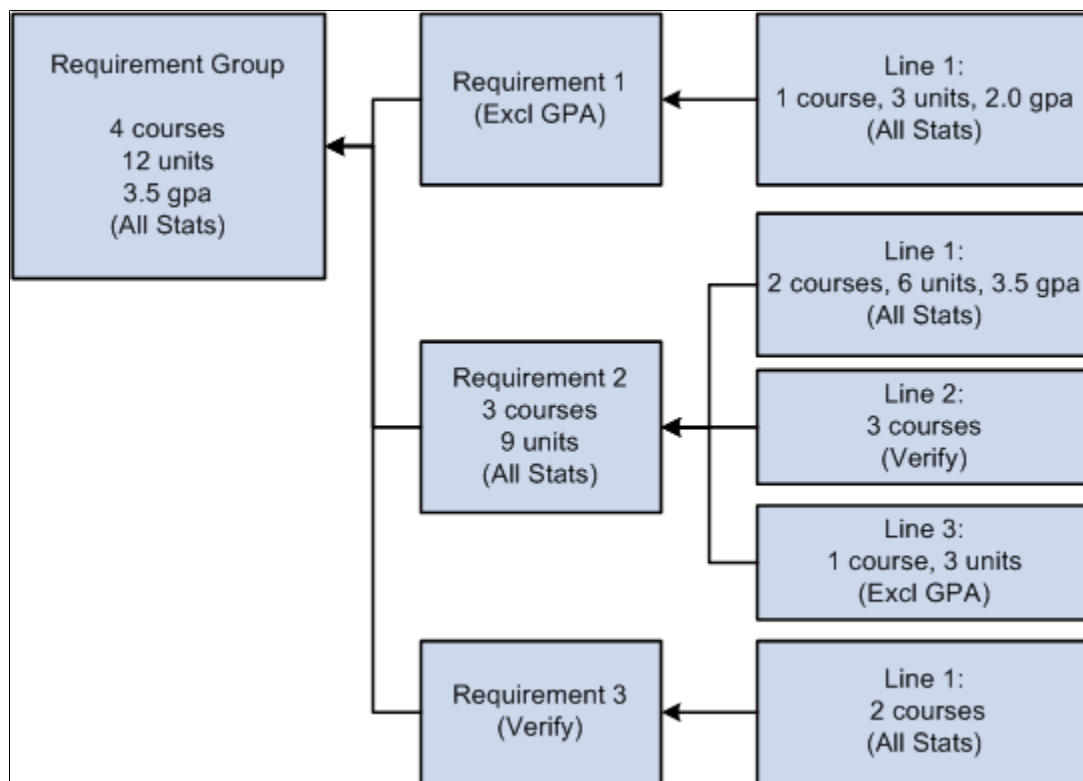 Requirement Group
4 courses
12 units
3.5 gpa
(All Stats)
Requirement 1
(Excl GPA)
Line 1:
1 course, 3 units, 2.0 gpa
(All Stats)
Requirement 2
3 courses
9 units
(All Stats)
Line 1:
2 courses, 6 units, 3.5 gpa
(All Stats)
Line 2:
3 courses
(Verify)
Line 3:
1 course, 3 units
(Excl GPA)
Requirement 3
(Verify)
Line 1:
2 courses
(All Stats)